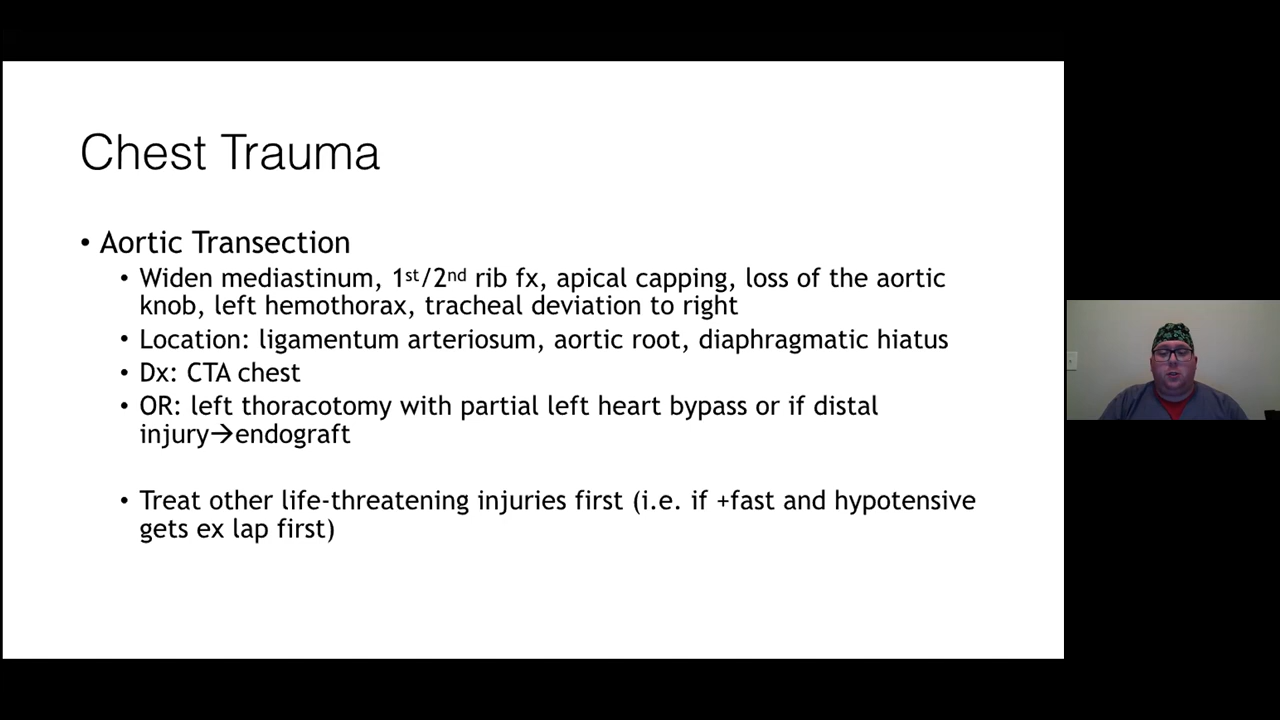 Chest Trauma
• Aortic Transection
• Widen mediastinum, 1st/2nd rib fx, apical capping, loss of the aortic
knob, left hemothorax, tracheal deviation to right
• Location: ligamentum arteriosum, aortic root, diaphragmatic hiatus
• Dx: CTA chest
• OR: left thoracotomy with partial left heart bypass or if distal
injury→endograft
• Treat other life-threatening injuries first (i.e. if +fast and hypotensive
gets ex lap first)